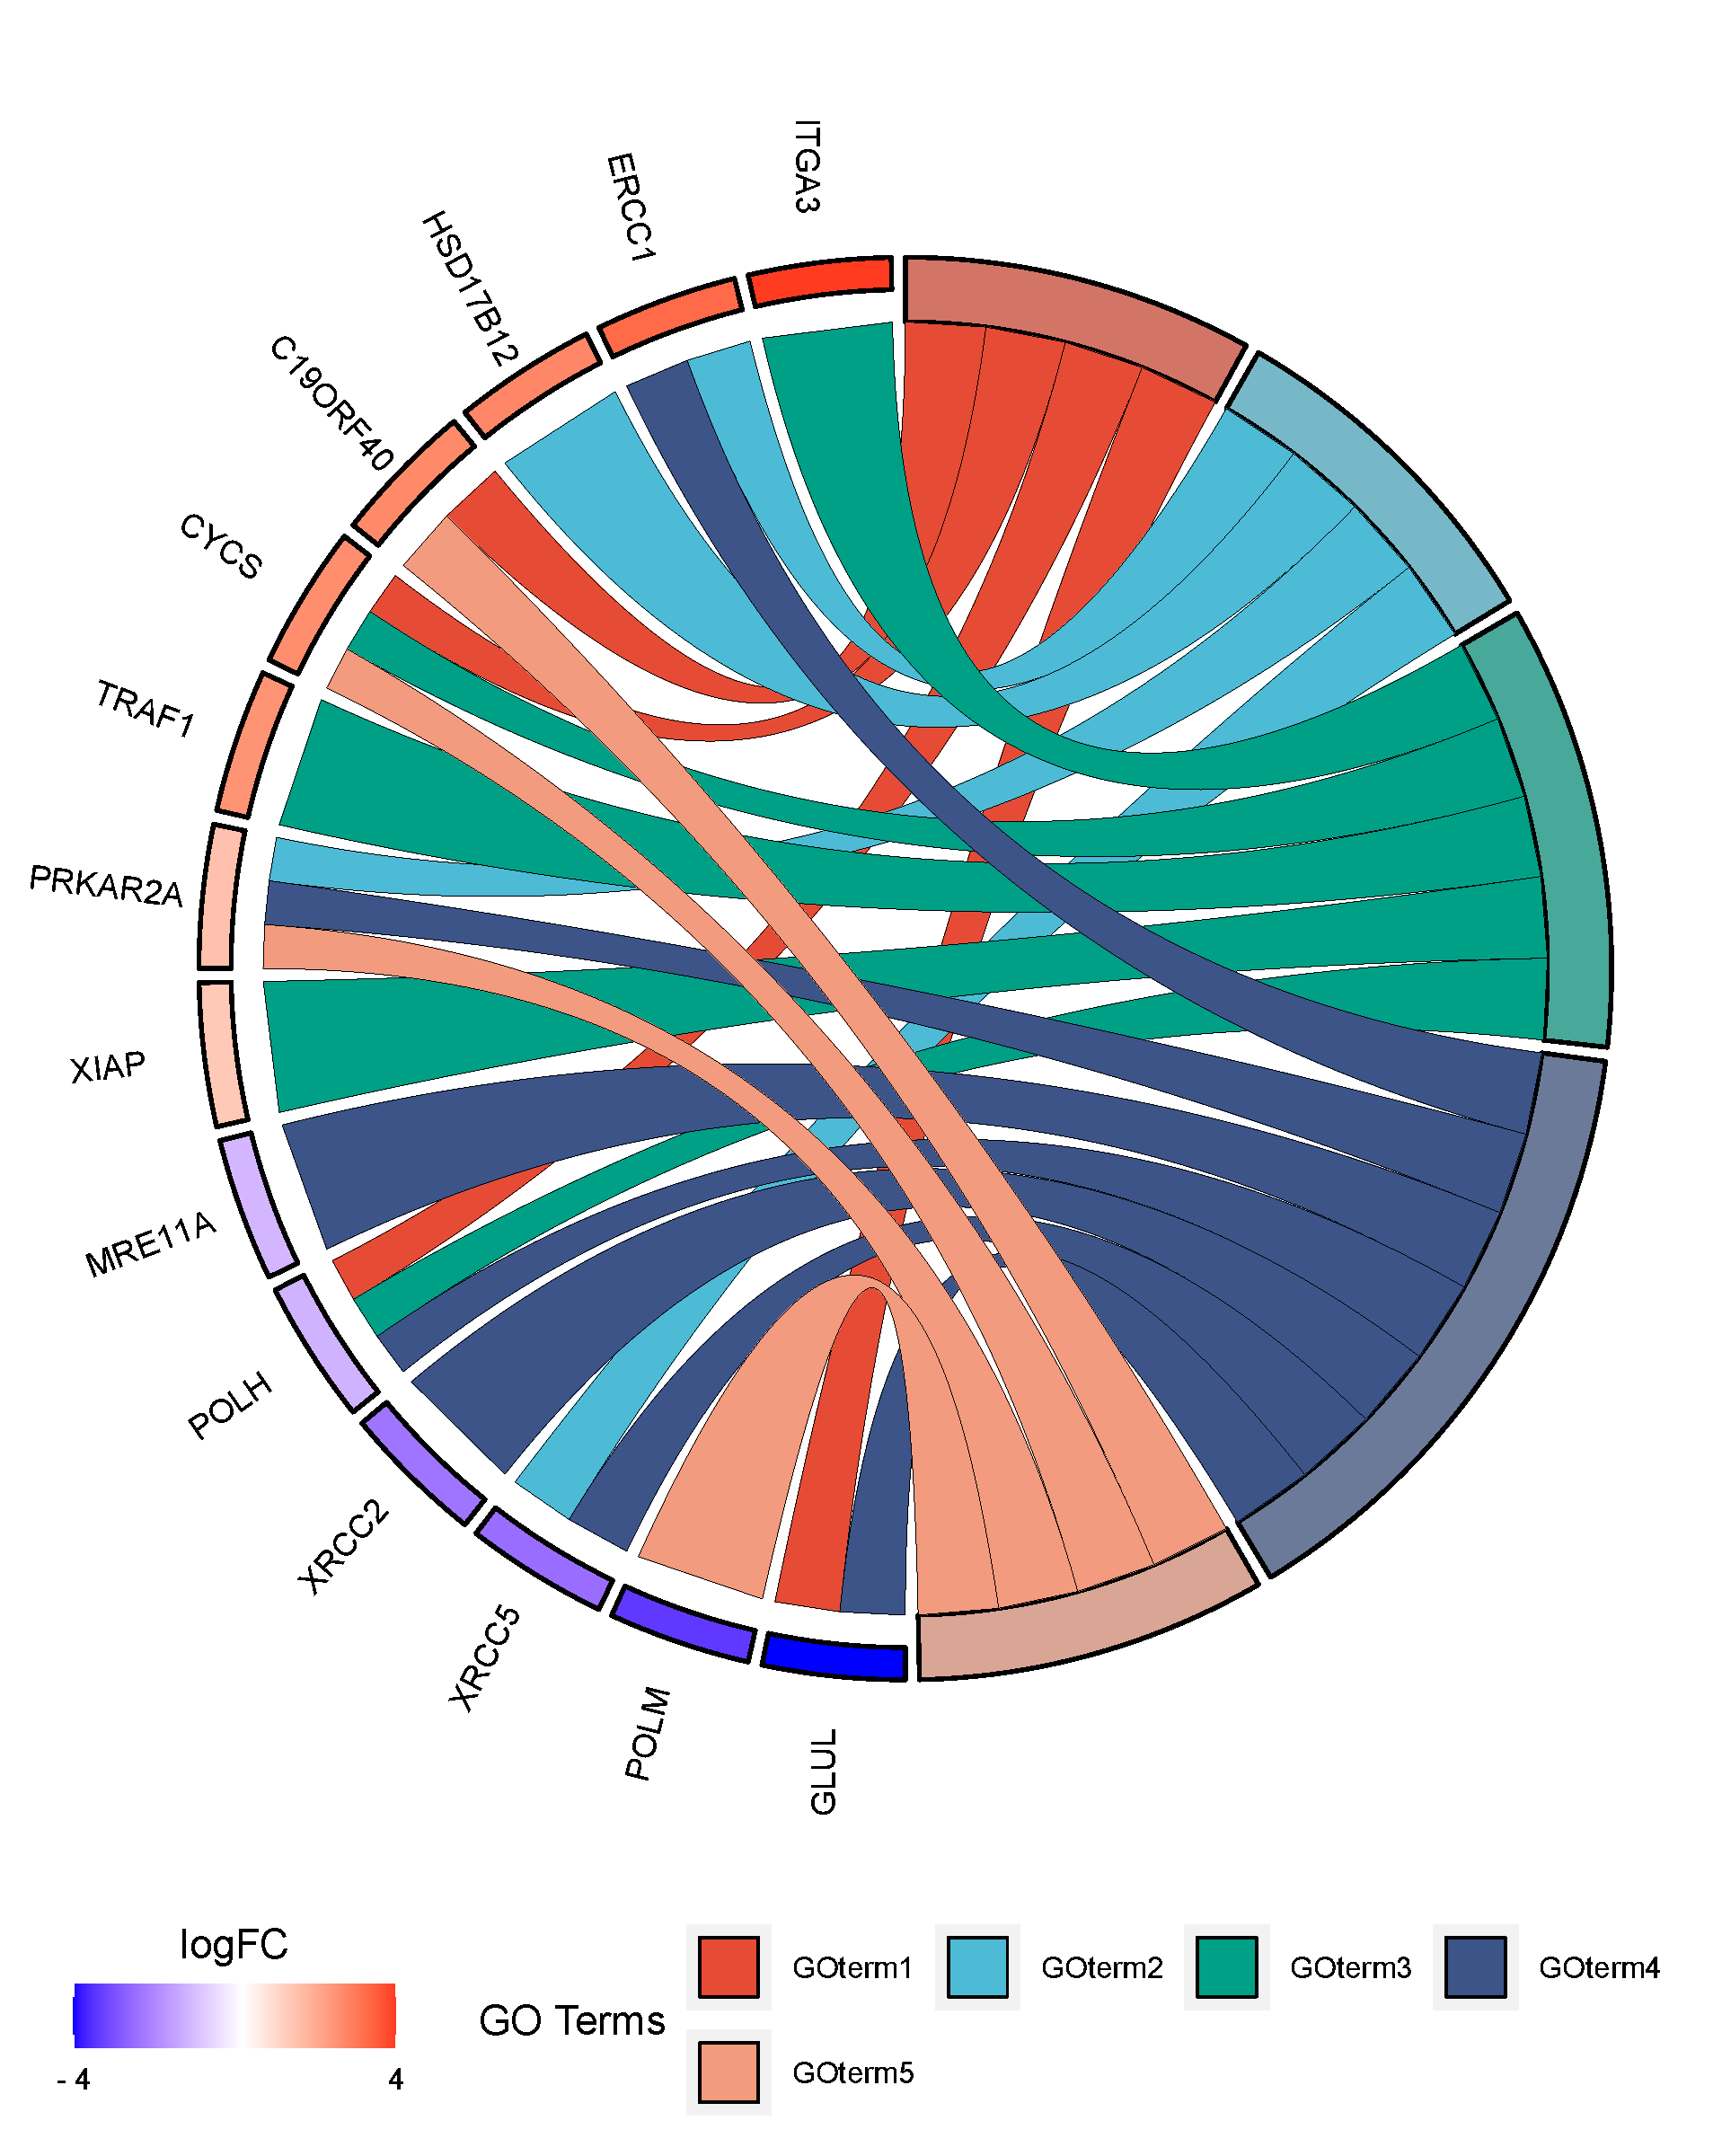 ITGA3
ERCC1
HSD17B12
C19ORF40
CYCS
TRAF1
PRKAR2A
XIAP
MRE11A
POLH
XRCC2
XRCC5
POLM
GLUL
logFC
- 4 4
GO Terms
GOterm1 GOterm2 GOterm3 GOterm4
GOterm5